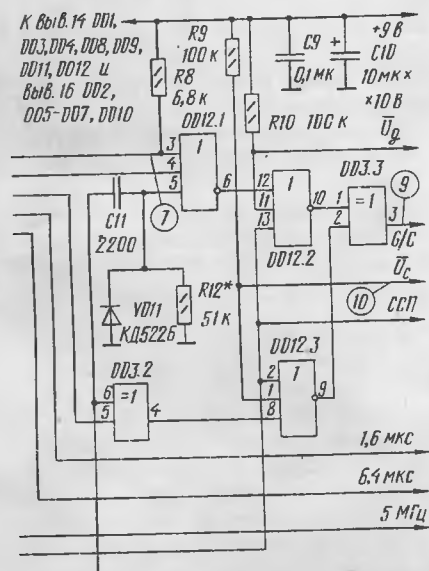 К выв. 14 DD1,
DD3, DD4, DD8, DD9,
DD11, DD12 и
выв. 16 DD2,
DD5-DD7, DD10
R9
100 к
R8
6,8 к
C9
0,1 мк
+
+9 В
C10
10 мк ×
×10 В
R10 100 к
Ūд
DD12.1
3
4
5
1
6
7
C11
2200
12
11
13
1
10
DD12.2
DD3.3
1
2
=1
3
9
G/C
Ūс
10
ССП
VD11
КД522Б
R12*
51 к
DD12.3
2
1
8
1
9
DD3.2
6
5
=1
4
1,6 мкс
6,4 мкс
5 МГц